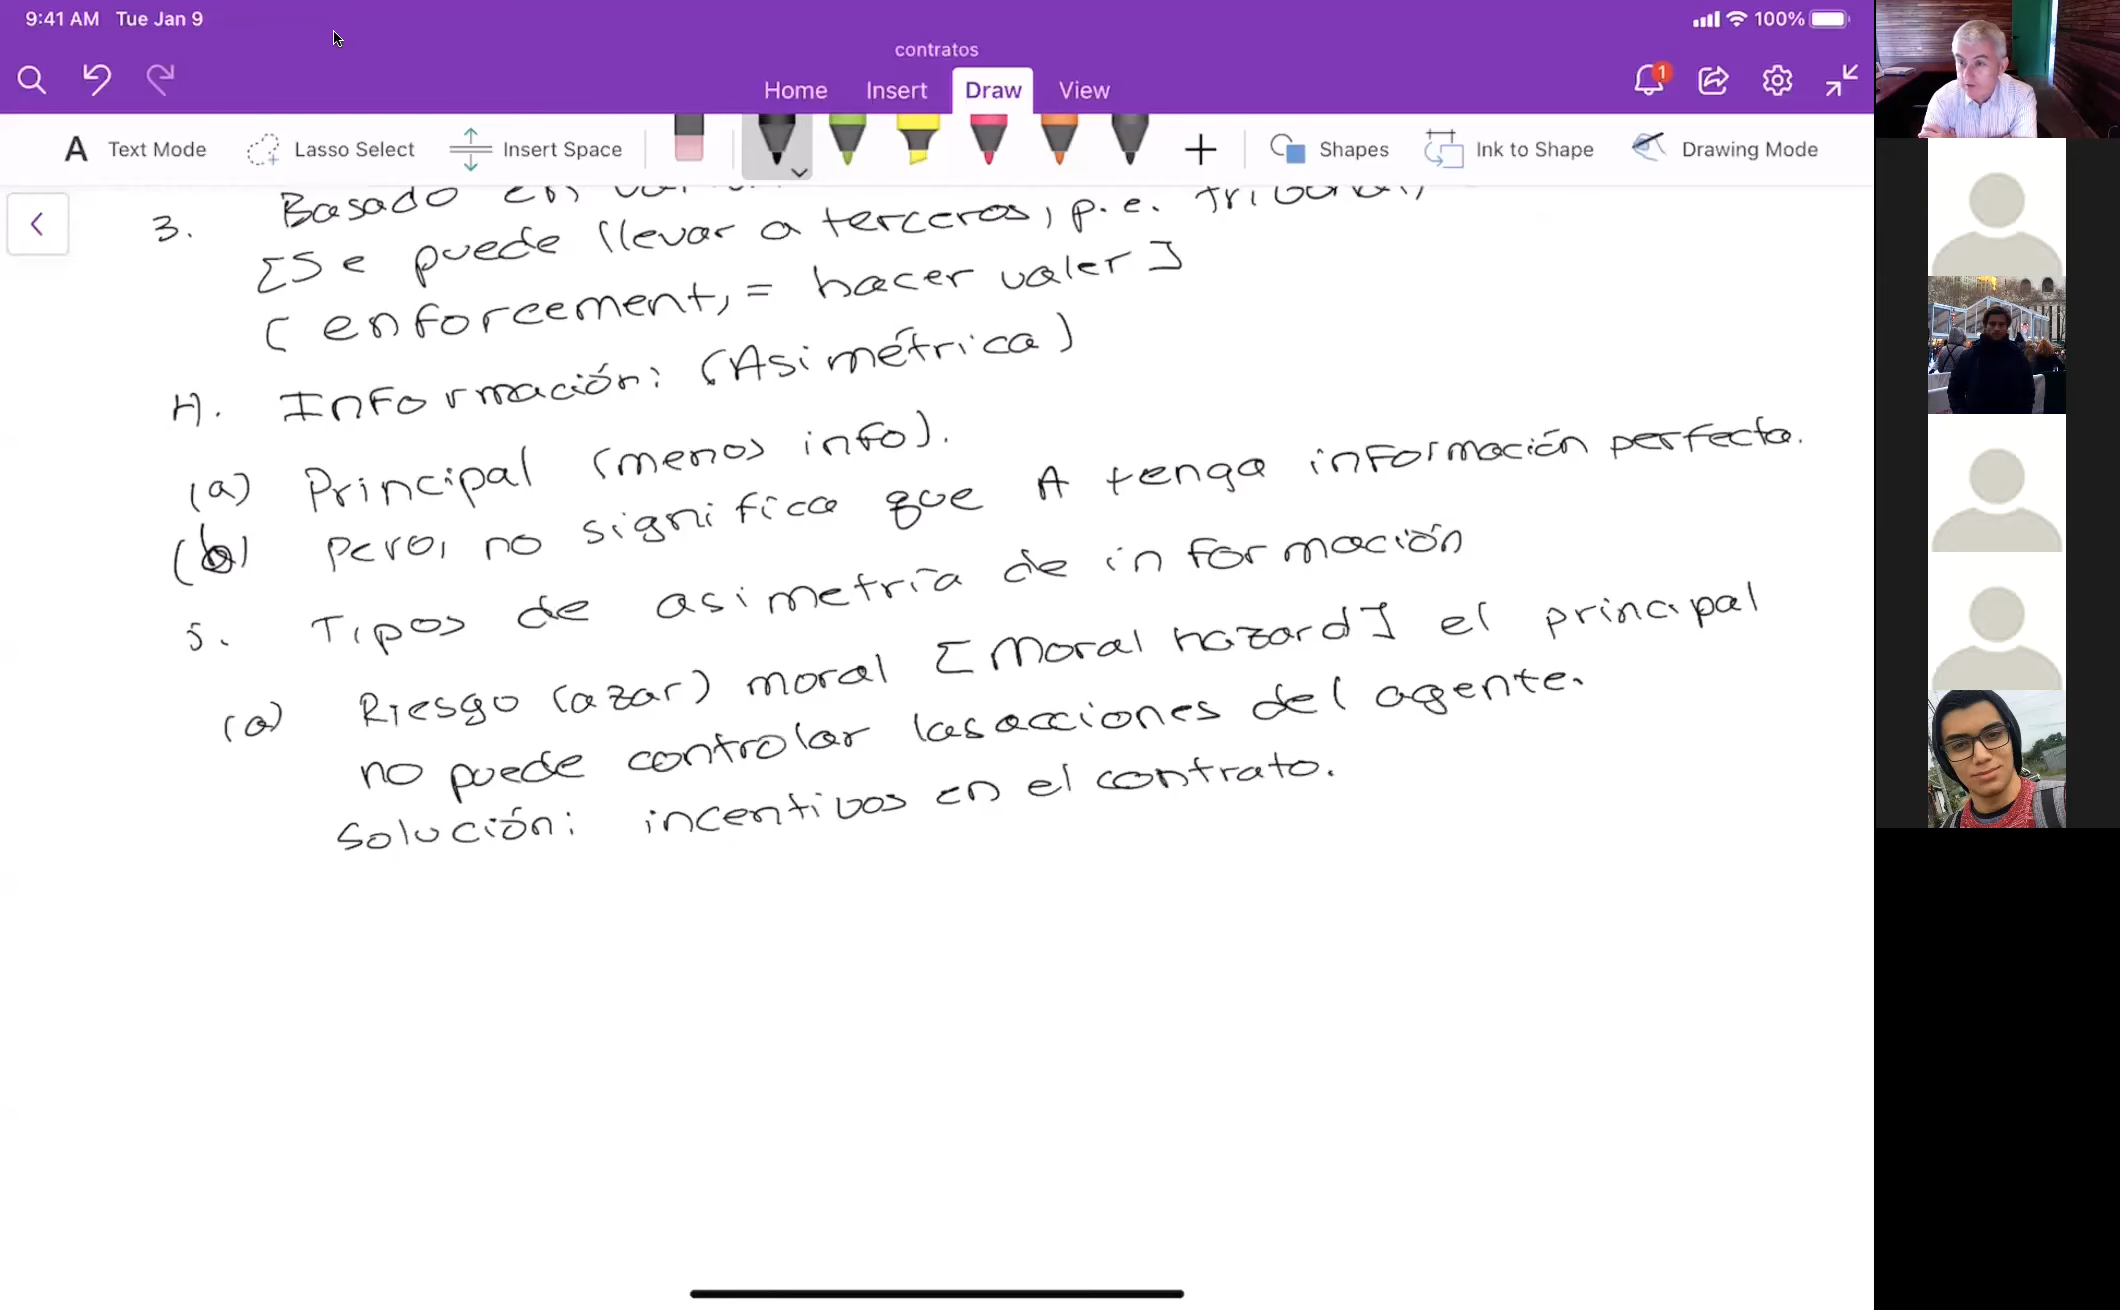 9:41 AM Tue Jan 9
100%
contratos
Home Insert Draw View
1
A Text Mode Lasso Select Insert Space Shapes Ink to Shape Drawing Mode
3. Basado en
[Se puede llevar a terceros, p.e.
(enforcement, = hacer valer]
4. Información: (Asimétrica)
(a) Principal (menos info).
(b) Pero, no significa que A tenga información perfecta.
5. Tipos de asimetría de información
(a) Riesgo (azar) moral [Moral hazard] el principal
no puede controlar las acciones del agente.
Solución: incentivos en el contrato.